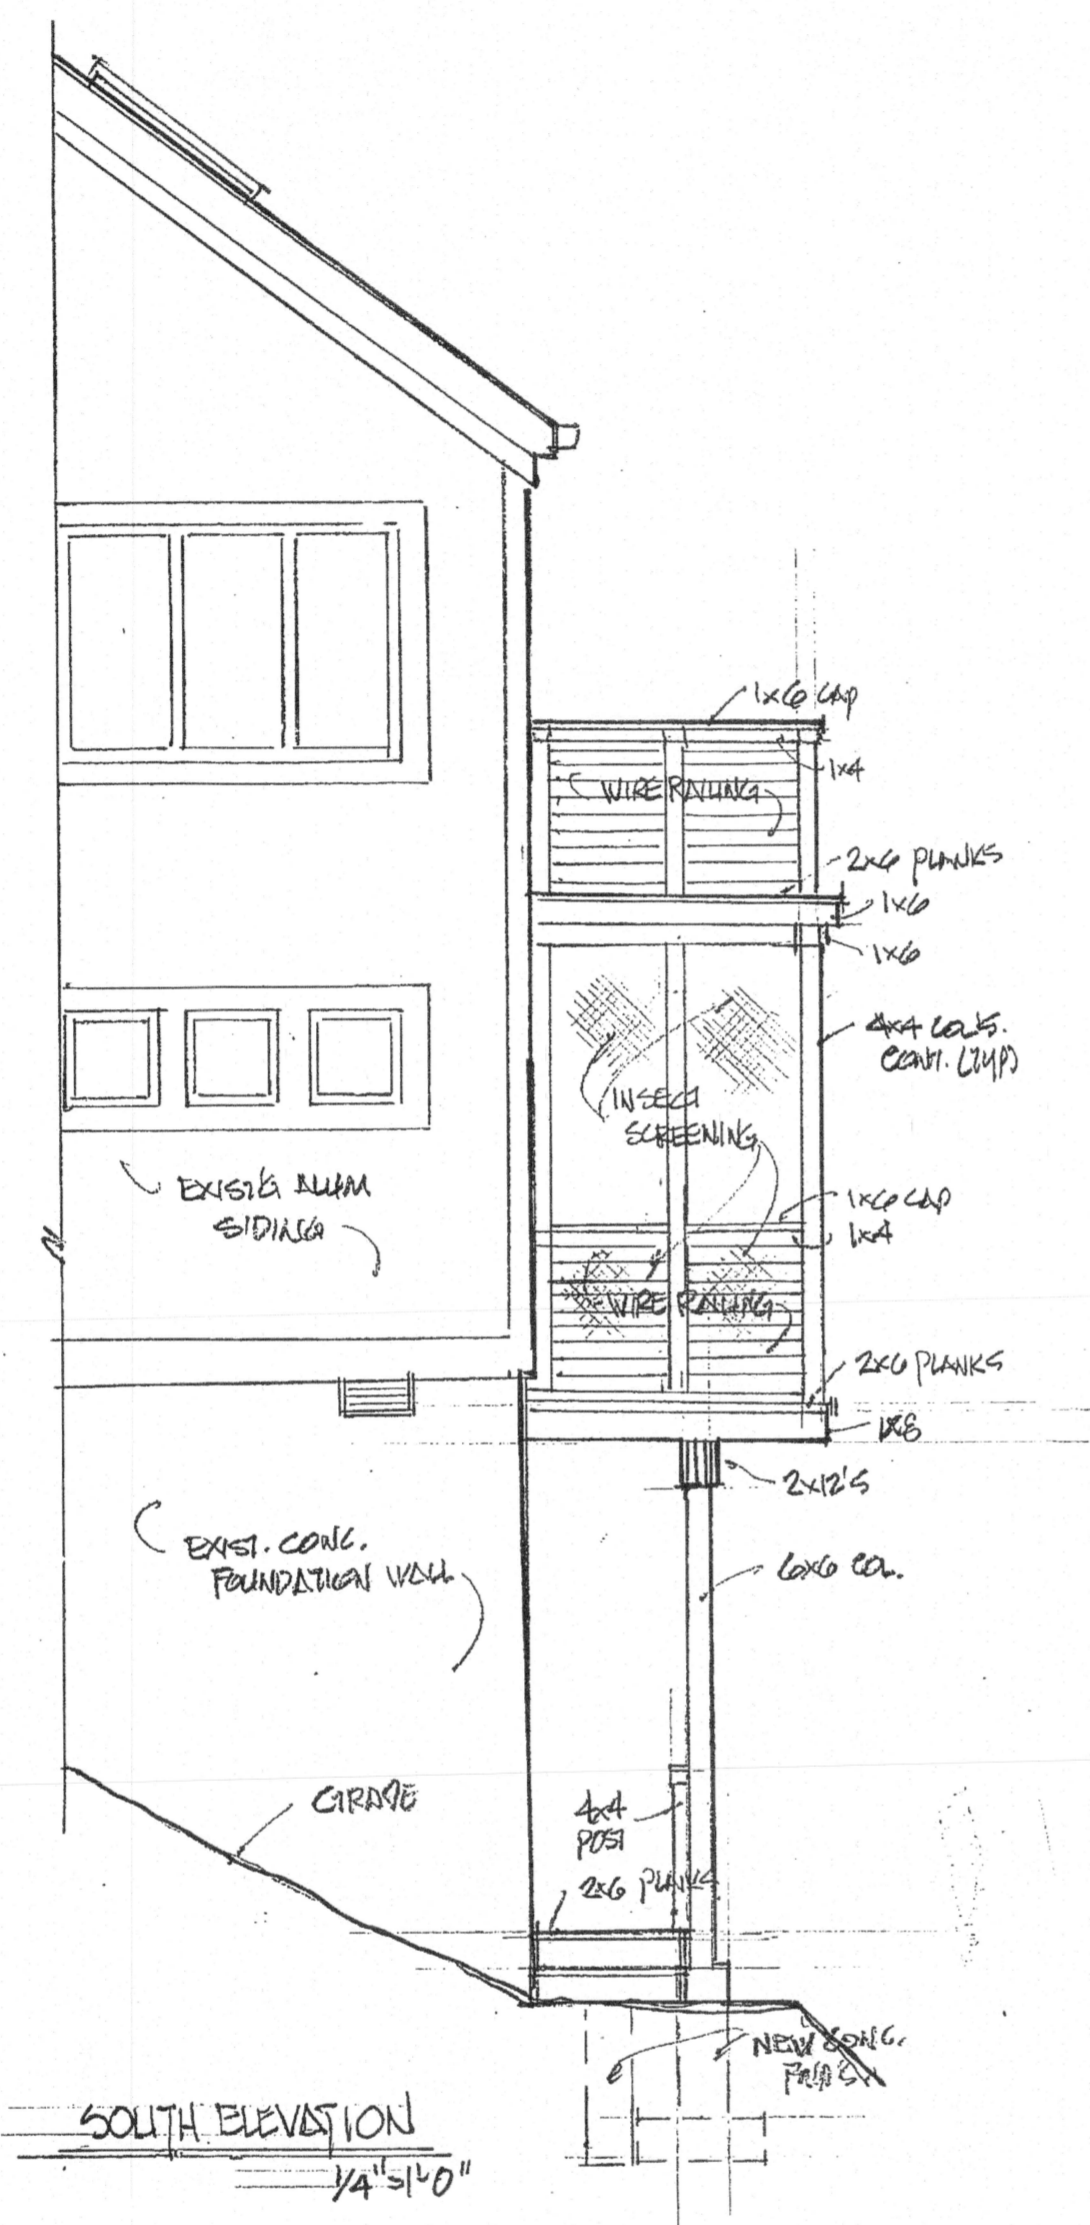 1x6 CAP
1x4
WIRE RAILING
2x6 PLANKS
1x6
1x6
4x4 COL'S.
CONT. (TYP)
INSECT
SCREENING
EXIST'G ALUM
SIDING
1x6 CAP
1x4
WIRE RAILING
2x6 PLANKS
1x8
2x12'S
EXIST. CONC.
FOUNDATION WALL
6x6 COL.
GRADE
4x4
POST
2x6 PLANKS
NEW CONC.
FND'S
SOUTH ELEVATION
1/4"=1'0"